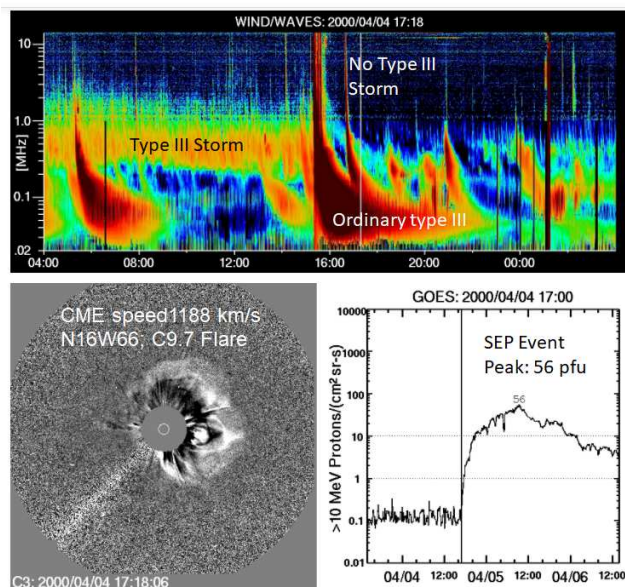 WIND/WAVES: 2000/04/04 17:18
10
No Type III
Storm
1.0
[MHz]
Type III Storm
0.1
Ordinary type III
.02
04:00 08:00 12:00 16:00 20:00 00:00
CME speed1188 km/s
N16W66; C9.7 Flare
C3: 2000/04/04 17:18:06
GOES: 2000/04/04 17:00
10000
SEP Event
Peak: 56 pfu
1000
100
56
10
1
0.1
0.01
>10 MeV Protons/(cm² sr-s)
04/04 12:00 04/05 12:00 04/06 12:00